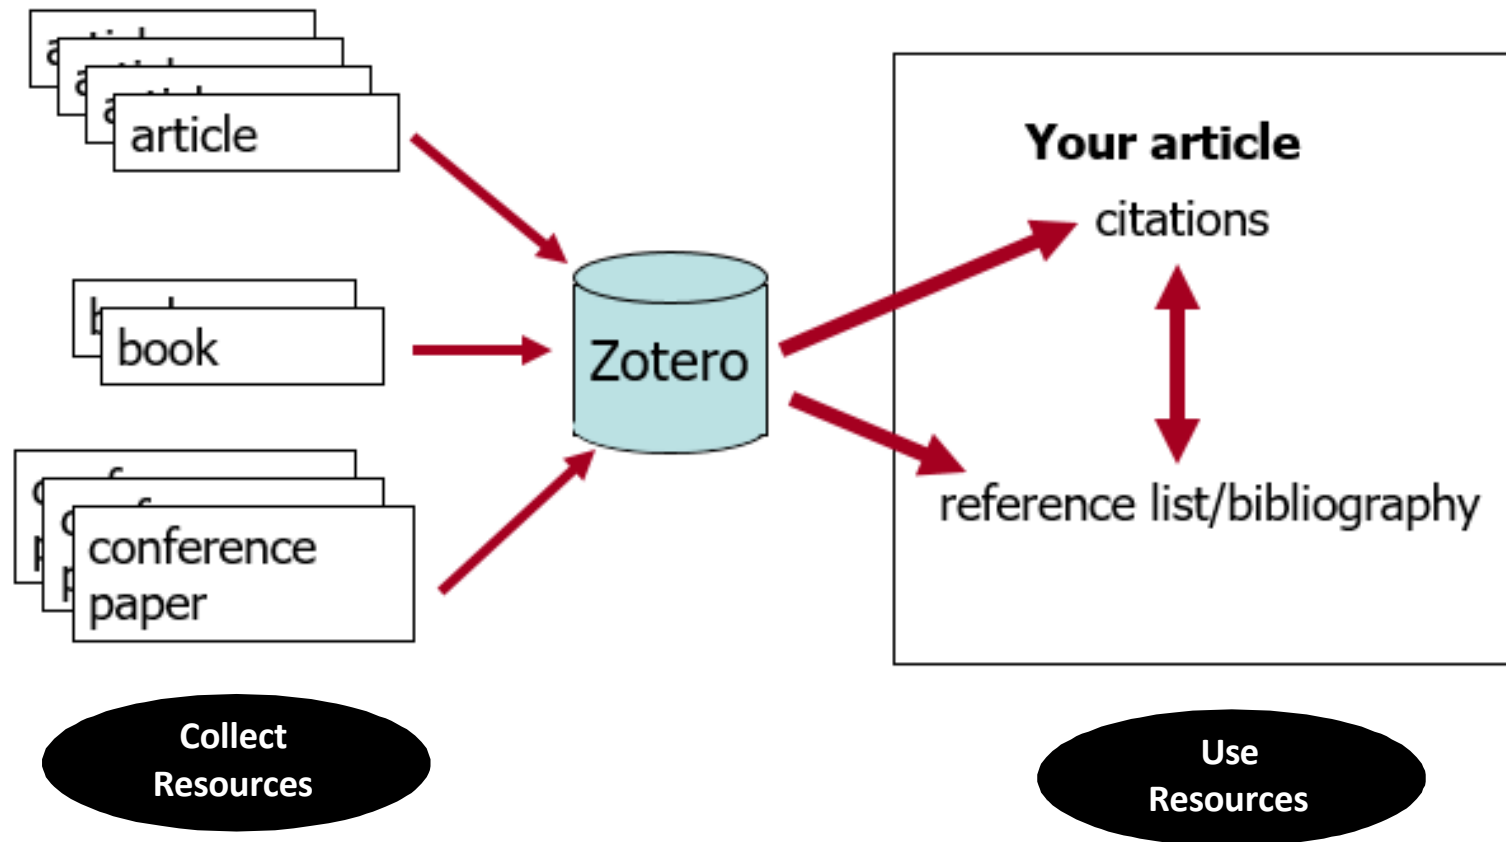 article
book
conference
paper
Zotero
Your article
citations
reference list/bibliography
Collect
Resources
Use
Resources